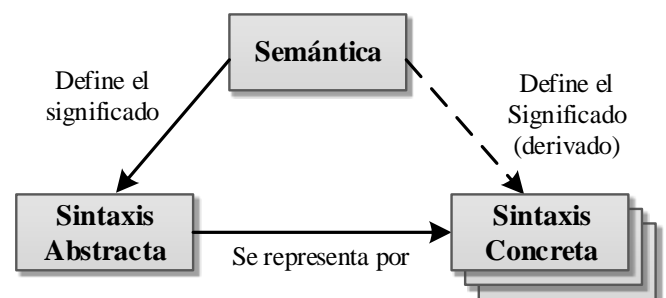 Semántica
Define el
significado
Define el
Significado
(derivado)
Sintaxis
Abstracta
Se representa por
Sintaxis
Concreta